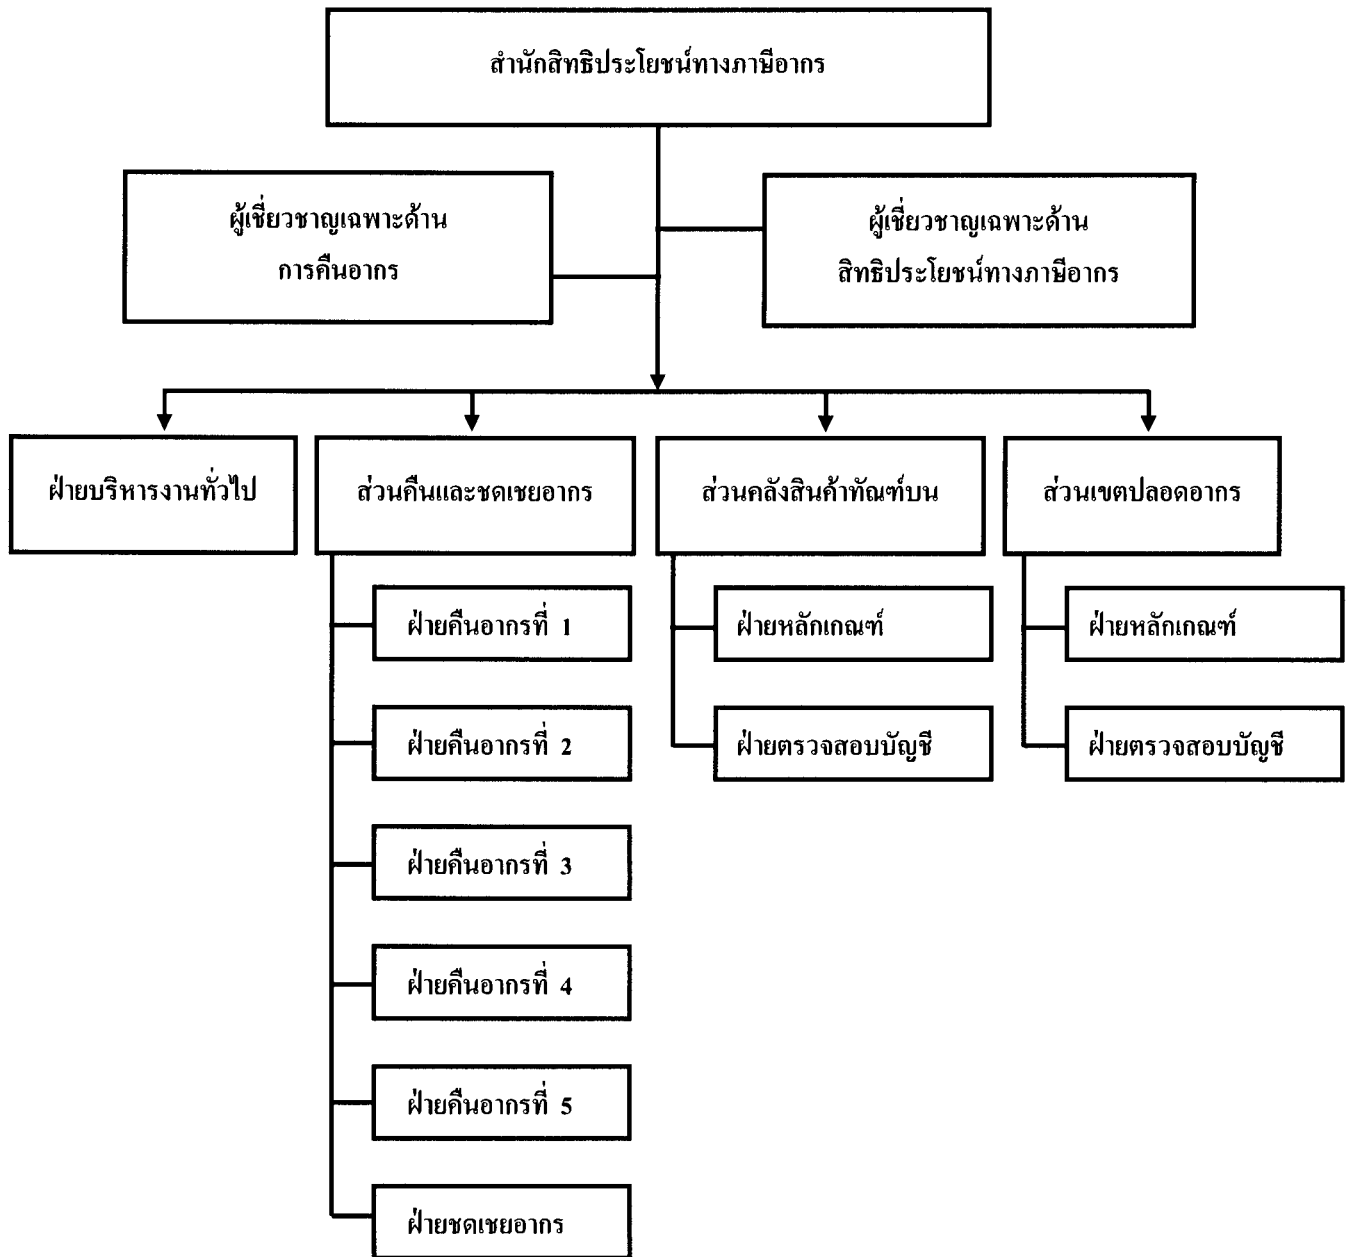 สำนักสิทธิประโยชน์ทางภาษีอากร
ผู้เชี่ยวชาญเฉพาะด้าน
การคืนอากร
ผู้เชี่ยวชาญเฉพาะด้าน
สิทธิประโยชน์ทางภาษีอากร
ฝ่ายบริหารงานทั่วไป
ส่วนคืนและชดเชยอากร
ส่วนคลังสินค้าทัณฑ์บน
ส่วนเขตปลอดอากร
ฝ่ายคืนอากรที่ 1
ฝ่ายคืนอากรที่ 2
ฝ่ายคืนอากรที่ 3
ฝ่ายคืนอากรที่ 4
ฝ่ายคืนอากรที่ 5
ฝ่ายชดเชยอากร
ฝ่ายหลักเกณฑ์
ฝ่ายตรวจสอบบัญชี
ฝ่ายหลักเกณฑ์
ฝ่ายตรวจสอบบัญชี